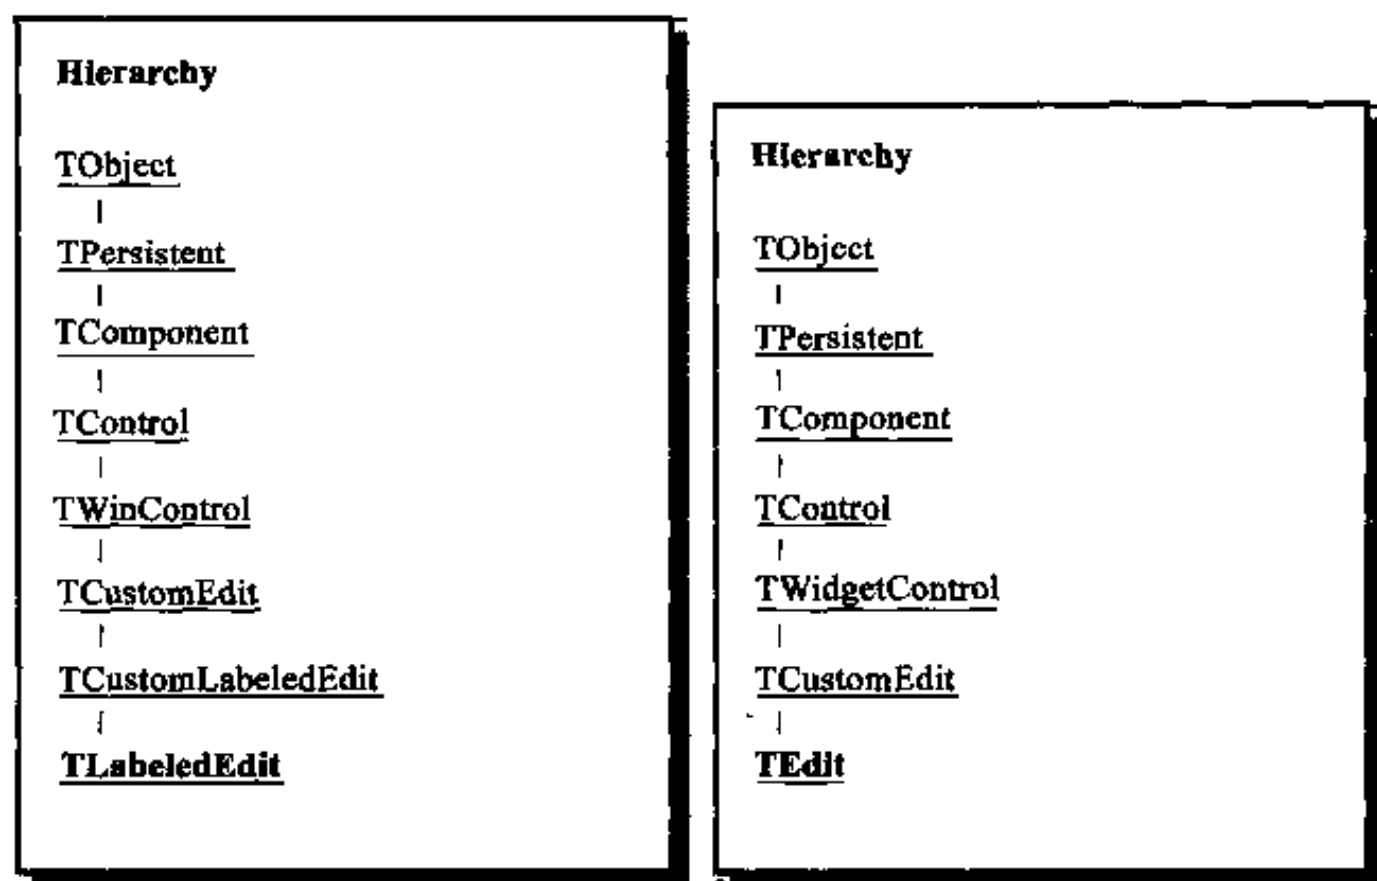 Hierarchy
TObject
TPersistent
TComponent
TControl
TWinControl
TCustomEdit
TCustomLabeledEdit
TLabeledEdit
Hierarchy
TObject
TPersistent
TComponent
TControl
TWidgetControl
TCustomEdit
TEdit